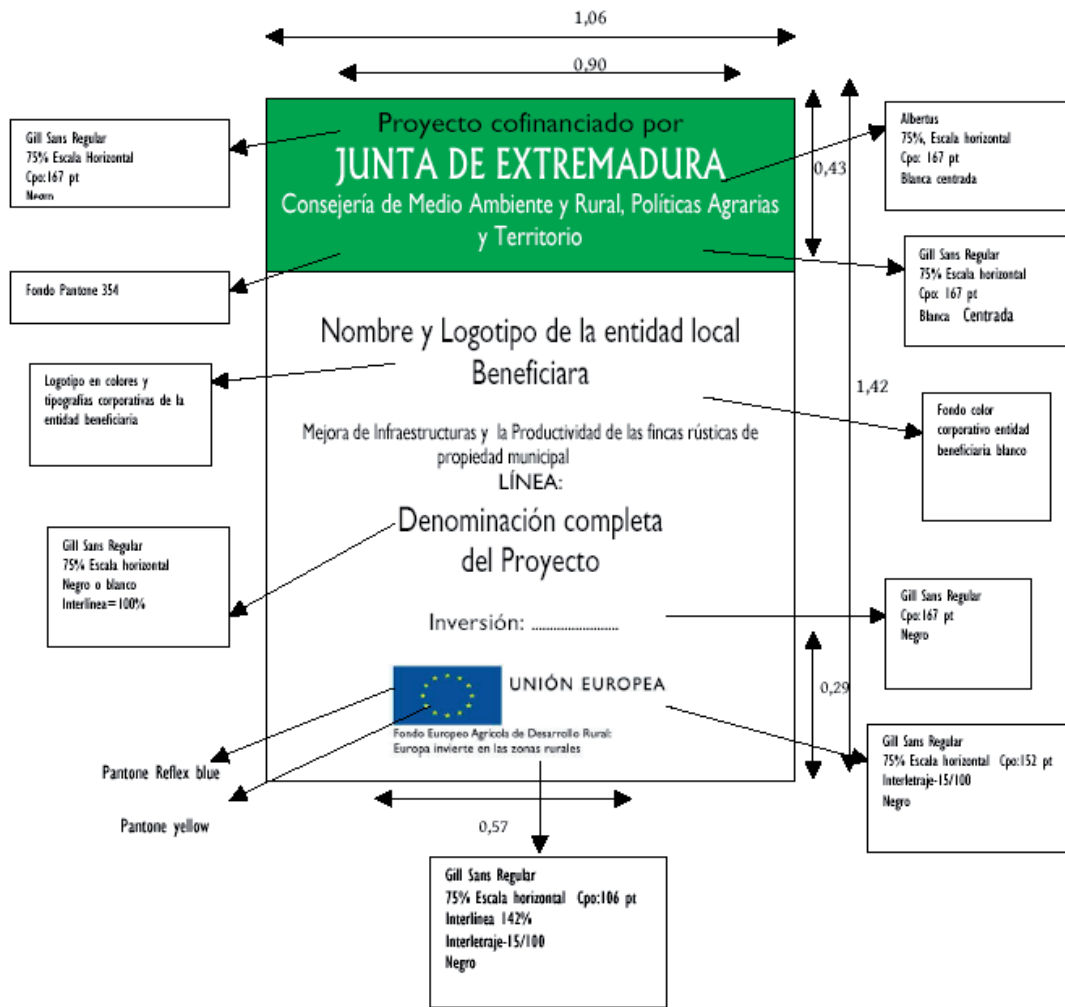 1,06
0,90
Proyecto cofinanciado por
JUNTA DE EXTREMADURA
Consejería de Medio Ambiente y Rural, Políticas Agrarias
y Territorio
Gill Sans Regular
75% Escala Horizontal
Cpo:167 pt
Negro
Albertus
75%, Escala horizontal
Cpo: 167 pt
Blanca centrada
0,43
Fondo Pantone 354
Gill Sans Regular
75% Escala horizontal
Cpo: 167 pt
Blanca Centrada
Nombre y Logotipo de la entidad local
Beneficiara
Logotipo en colores y
tipografías corporativas de la
entidad beneficiaria
1,42
Fondo color
corporativo entidad
beneficiaria blanco
Mejora de Infraestructuras y la Productividad de las fincas rústicas de
propiedad municipal
LÍNEA:
Denominación completa
del Proyecto
Gill Sans Regular
75% Escala horizontal
Negro o blanco
Interlínea=100%
Gill Sans Regular
Cpo:167 pt
Negro
Inversión: .........................
0,29
UNIÓN EUROPEA
Fondo Europeo Agrícola de Desarrollo Rural:
Europa invierte en las zonas rurales
Gill Sans Regular
75% Escala horizontal Cpo:152 pt
Interletraje-15/100
Negro
Pantone Reflex blue
Pantone yellow
0,57
Gill Sans Regular
75% Escala horizontal Cpo:106 pt
Interlínea 142%
Interletraje-15/100
Negro